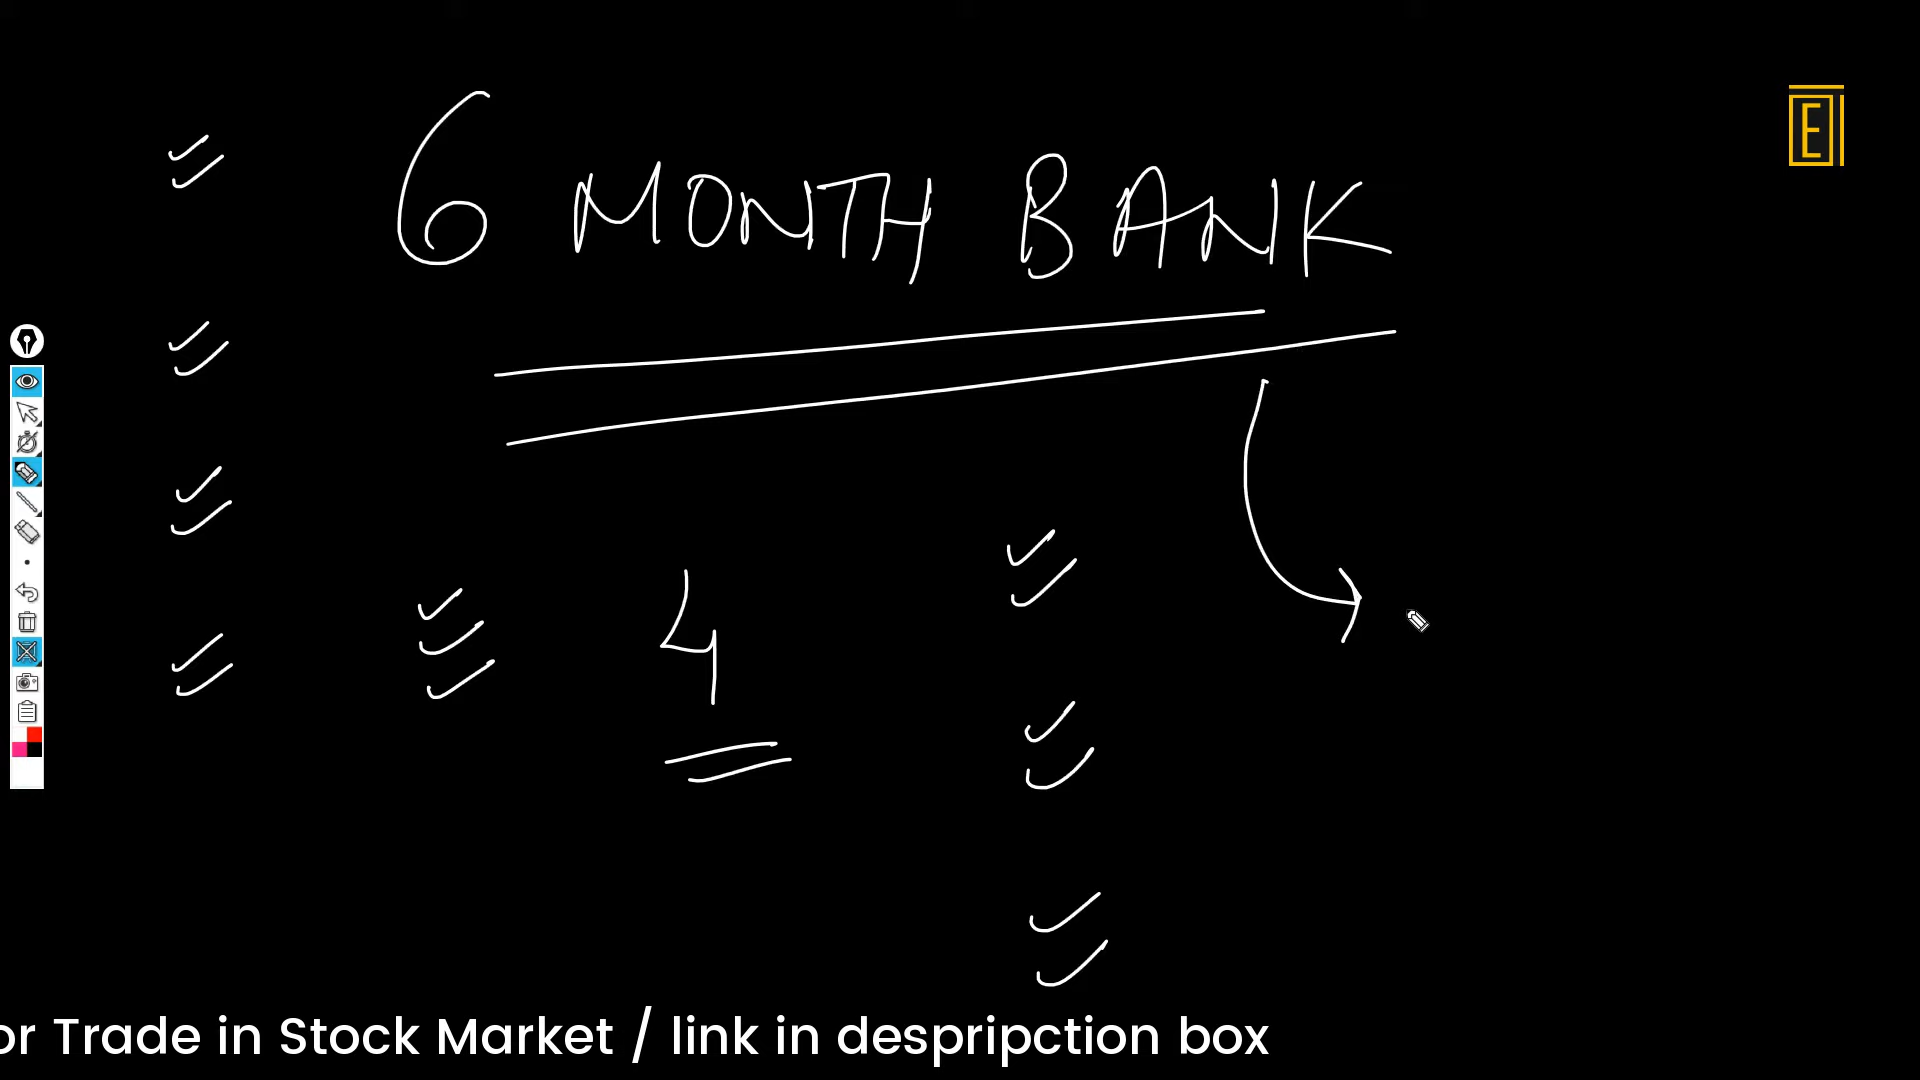 6 MONTH BANK
4
E
or Trade in Stock Market / link in despripction box